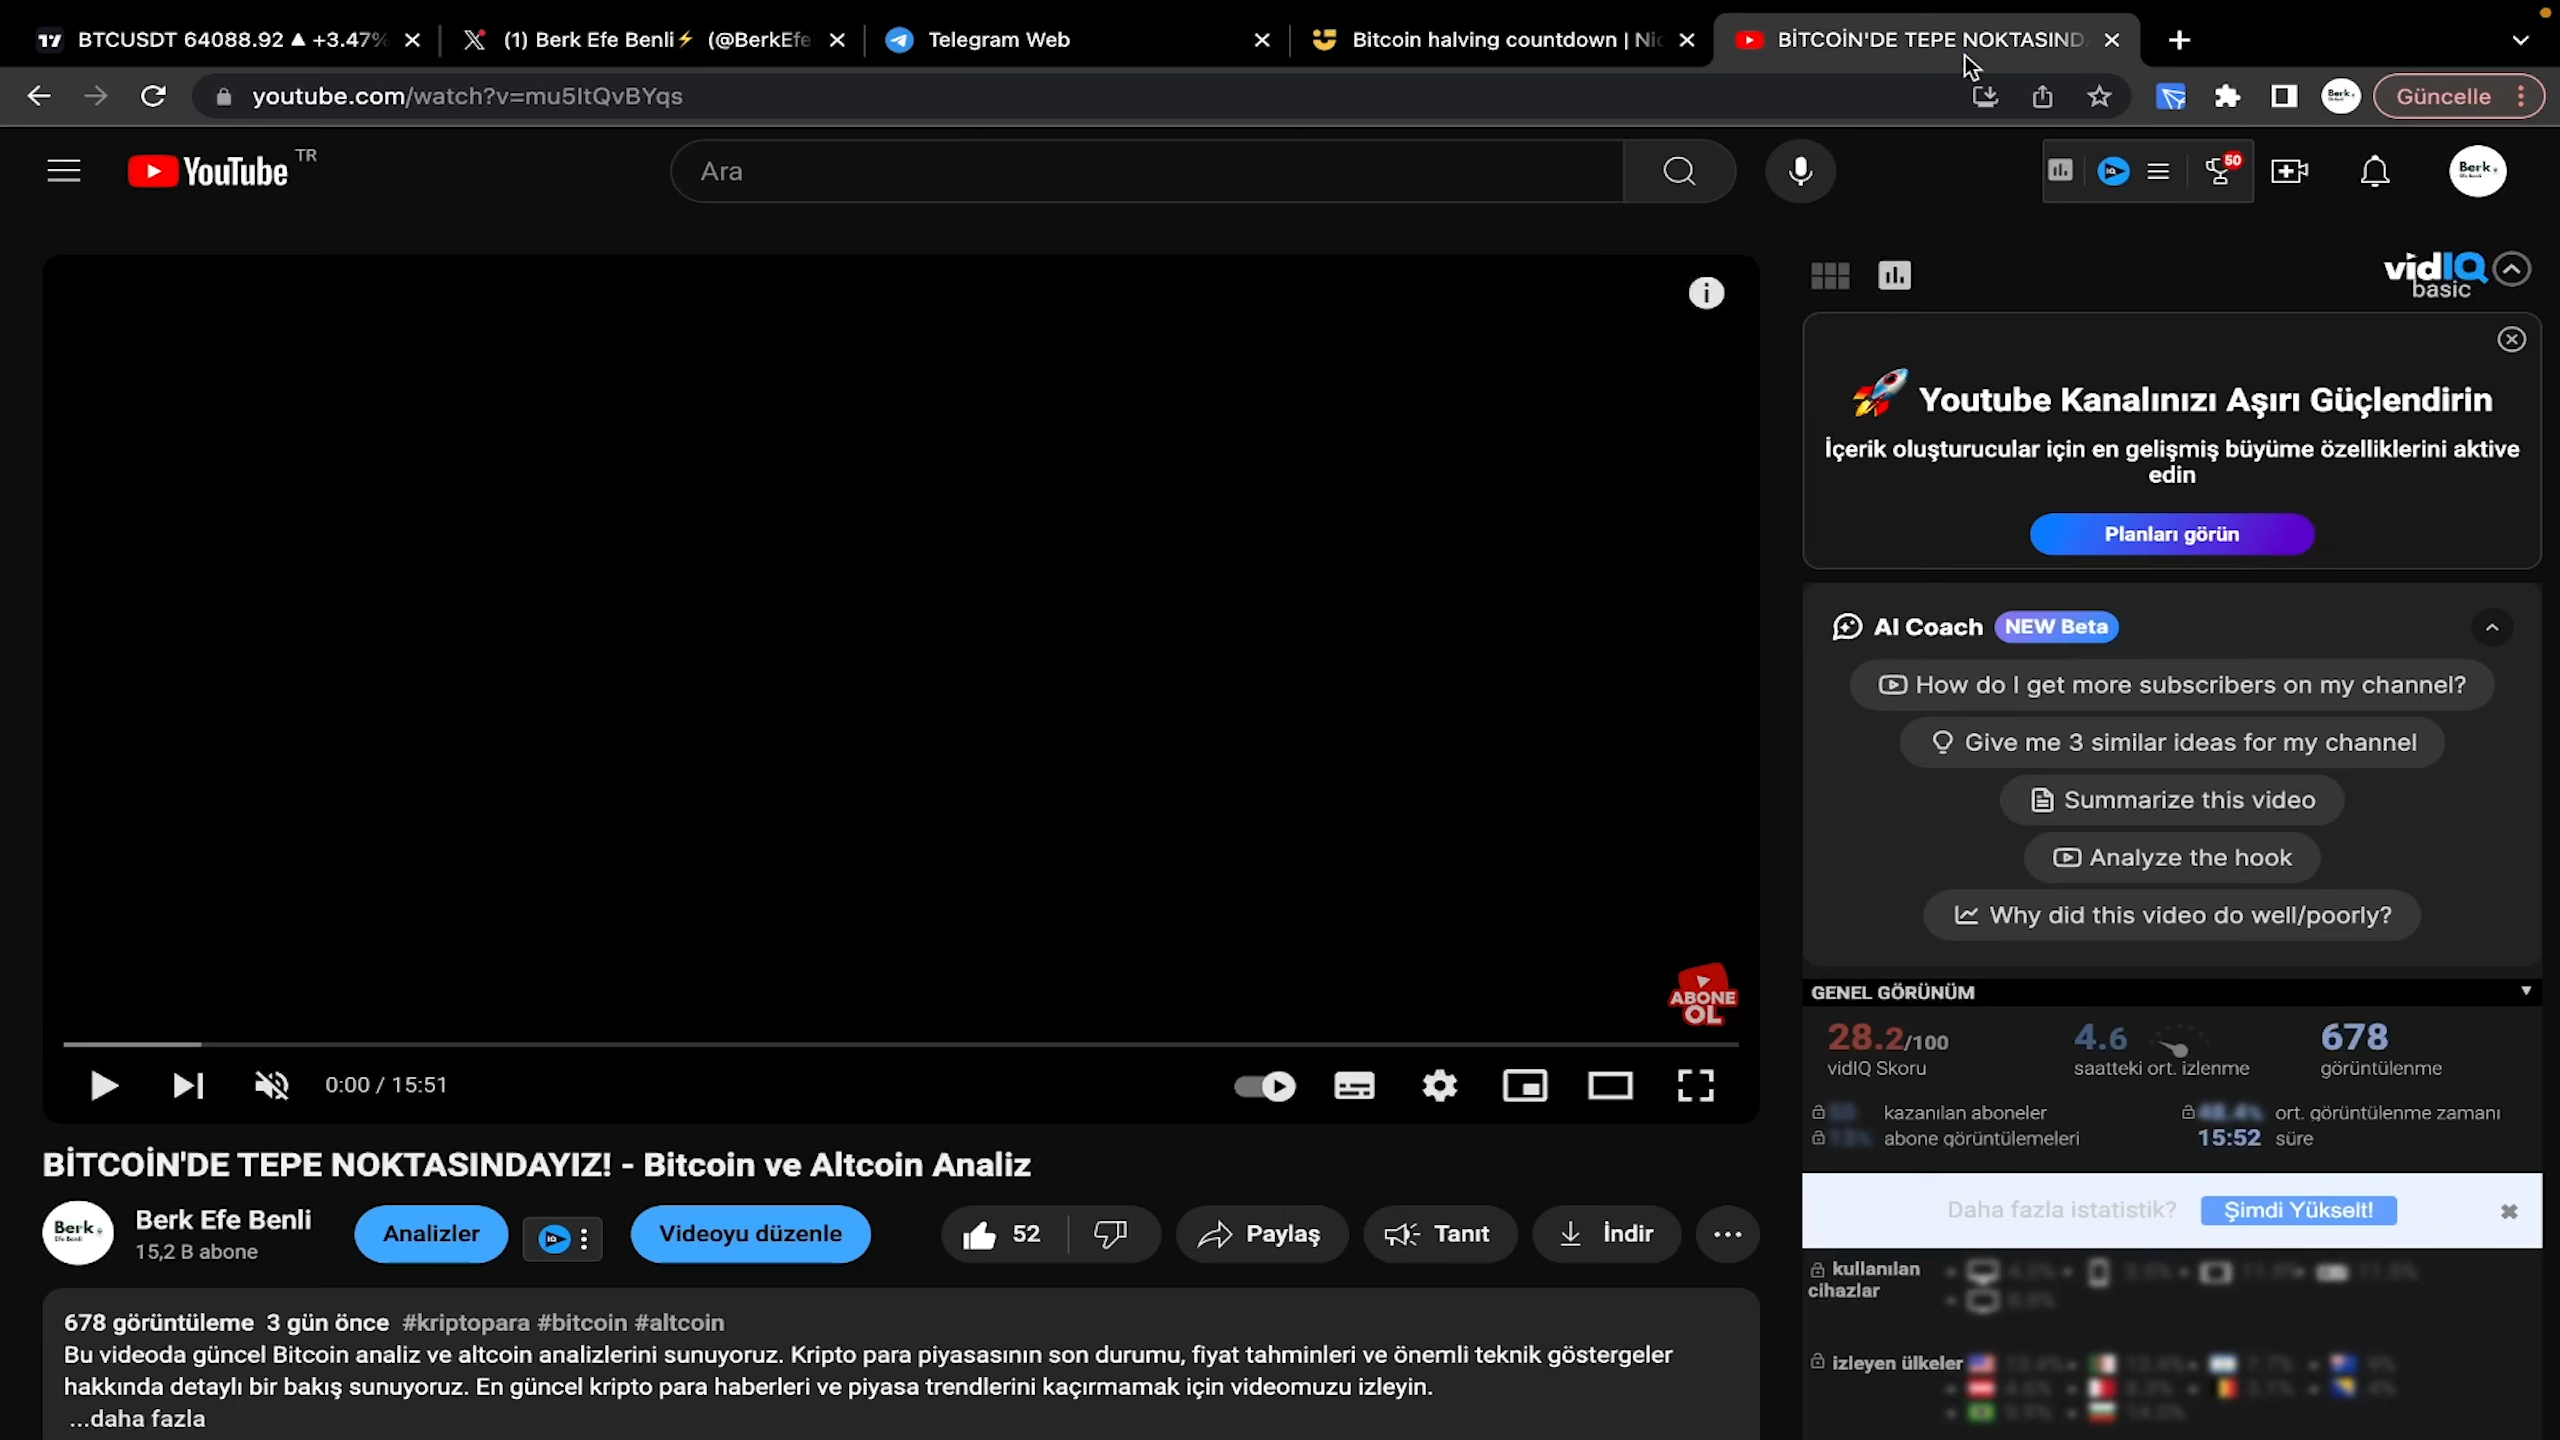 BTCUSDT 64088.92 ▲ +3.47%
(1) Berk Efe Benli⚡ (@BerkEfe
Telegram Web
Bitcoin halving countdown | Nic
BİTCOİN'DE TEPE NOKTASIND
youtube.com/watch?v=mu5ItQvBYqs
Güncelle
YouTube TR
Ara
50
Berk.
vidIQ
basic
Youtube Kanalınızı Aşırı Güçlendirin
İçerik oluşturucular için en gelişmiş büyüme özelliklerini aktive
edin
Planları görün
AI Coach NEW Beta
How do I get more subscribers on my channel?
Give me 3 similar ideas for my channel
Summarize this video
Analyze the hook
Why did this video do well/poorly?
ABONE
OL
0:00 / 15:51
GENEL GÖRÜNÜM
28.2/100
vidIQ Skoru
4.6
saatteki ort. izlenme
678
görüntülenme
kazanılan aboneler
ort. görüntülenme zamanı
abone görüntülemeleri
15:52 süre
Daha fazla istatistik? Şimdi Yükselt!
kullanılan
cihazlar
izleyen ülkeler
BİTCOİN'DE TEPE NOKTASINDAYIZ! - Bitcoin ve Altcoin Analiz
Berk.
Berk Efe Benli
15,2 B abone
Analizler
Videoyu düzenle
52
Paylaş
Tanıt
İndir
678 görüntüleme 3 gün önce #kriptopara #bitcoin #altcoin
Bu videoda güncel Bitcoin analiz ve altcoin analizlerini sunuyoruz. Kripto para piyasasının son durumu, fiyat tahminleri ve önemli teknik göstergeler
hakkında detaylı bir bakış sunuyoruz. En güncel kripto para haberleri ve piyasa trendlerini kaçırmamak için videomuzu izleyin.
...daha fazla